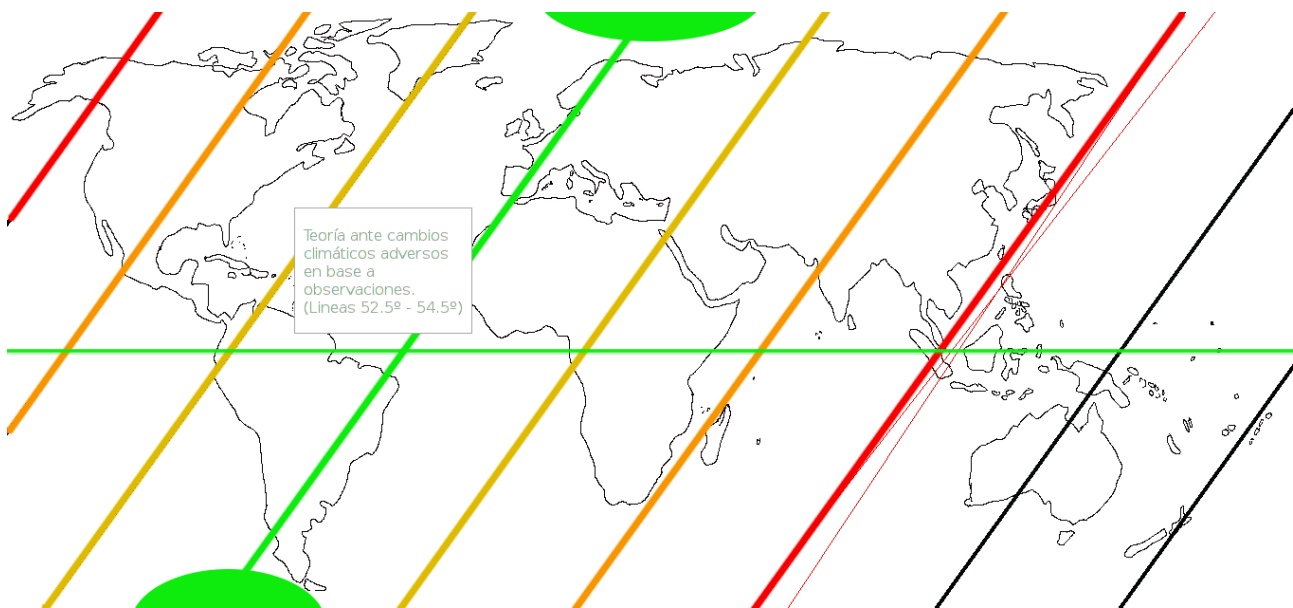 Teoría ante cambios
climáticos adversos
en base a
observaciones.
(Lineas 52.5º - 54.5º)